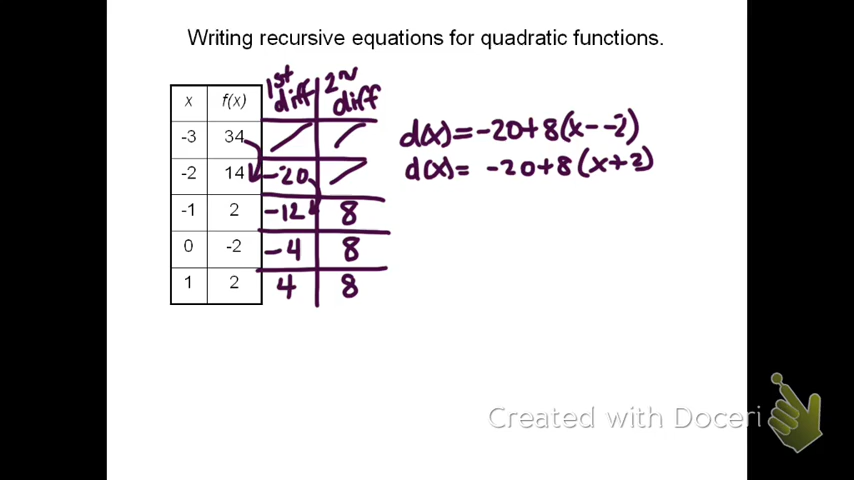 Writing recursive equations for quadratic functions.
x f(x) 1st diff 2nd diff
-3 34
-2 14 -20
-1 2 -12 8
0 -2 -4 8
1 2 4 8
d(x)= -20+8(x--2)
d(x)= -20+8(x+2)
Created with Doceri